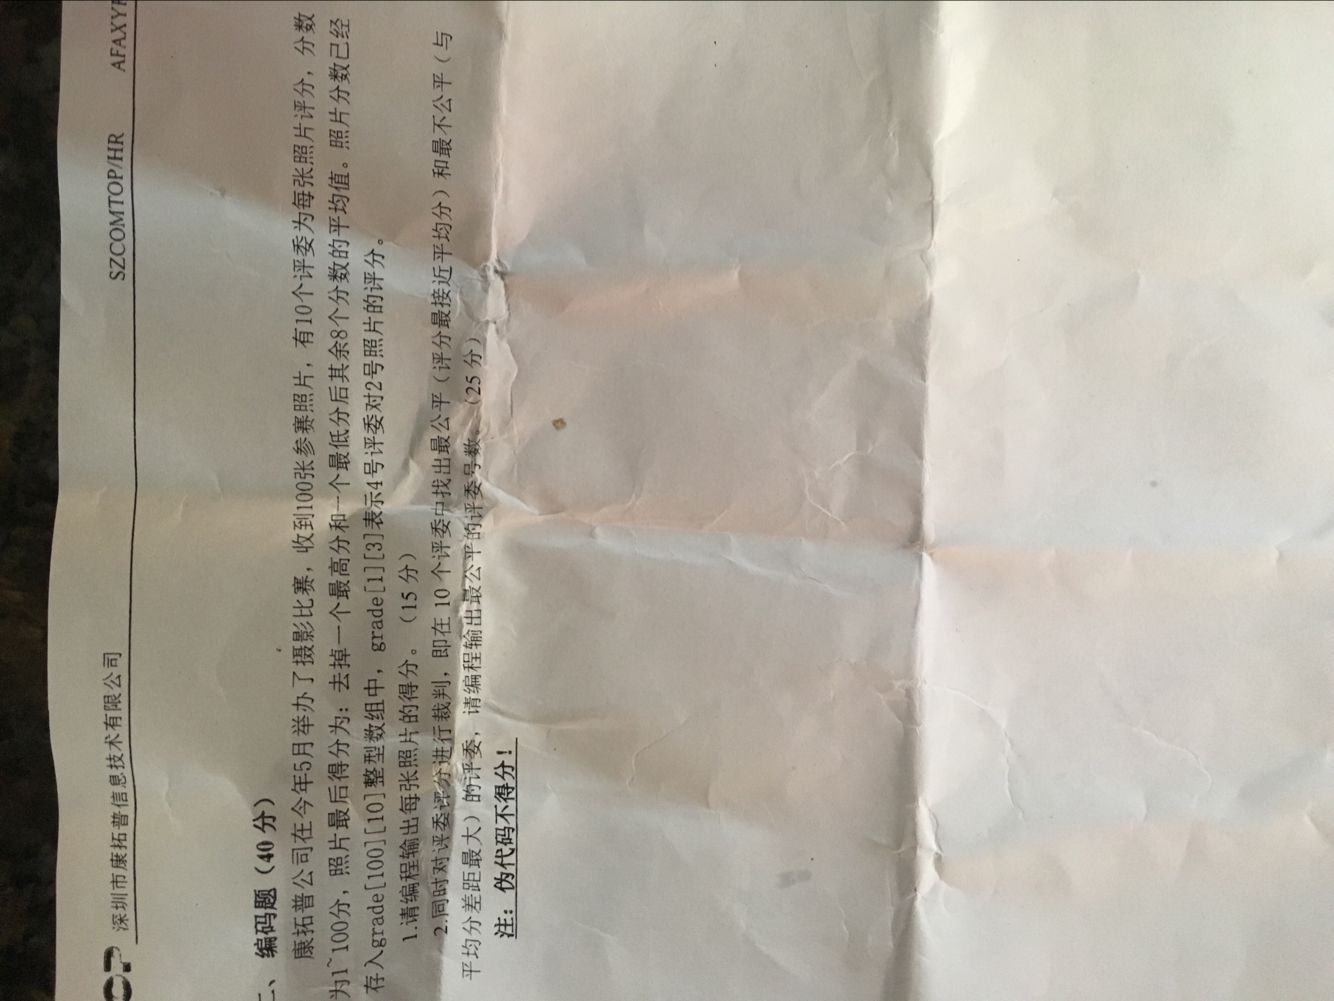 OP 深圳市康拓普信息技术有限公司 SZCOMTOP/HR AFAXY
二、 编码题（40 分）
康拓普公司在今年5月举办了摄影比赛，收到100张参赛照片，有10个评委为每张照片评分，分数
为1~100分，照片最后得分为：去掉一个最高分和一个最低分后其余8个分数的平均值。照片分数已经
存入grade[100][10]整型数组中，grade[1][3]表示4号评委对2号照片的评分。
1.请编程输出每张照片的得分。（15 分）
2.同时对评委评分进行裁判，即在 10 个评委中找出最公平（评分最接近平均分）和最不公平（与
平均分差距最大）的评委，请编程输出最公平的评委号数。（25 分）
注：伪代码不得分！